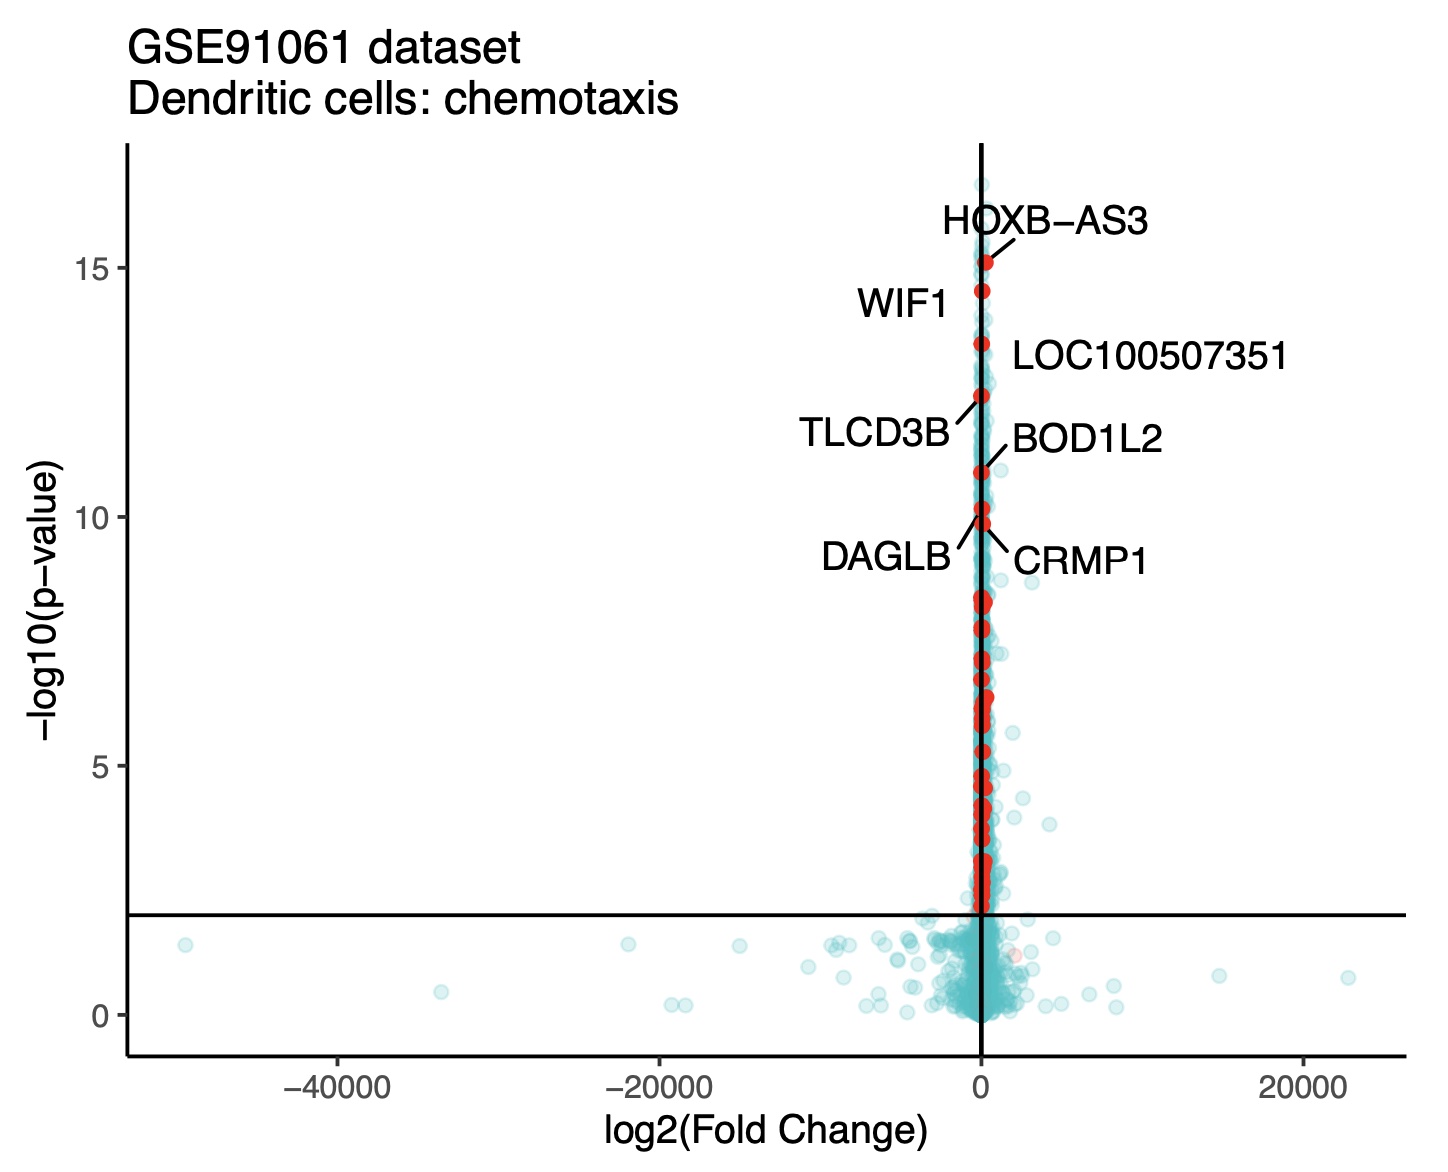 GSE91061 dataset
Dendritic cells: chemotaxis
HOXB−AS3
15
WIF1
LOC100507351
TLCD3B
BOD1L2
10
DAGLB
CRMP1
−log10(p−value)
5
0
−40000
−20000
0
20000
log2(Fold Change)